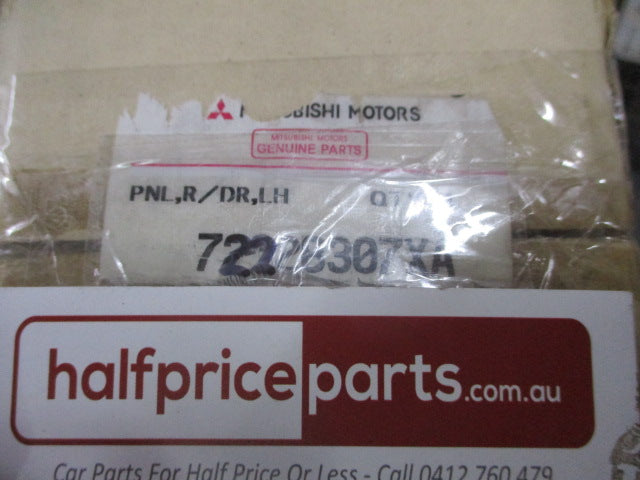 MOTORS
MITSUBISHI MOTORS
GENUINE PARTS
PNL,R/DR,LH
halfpriceparts.com.au
Car Parts For Half Price Or Less - Call 0412 760 479